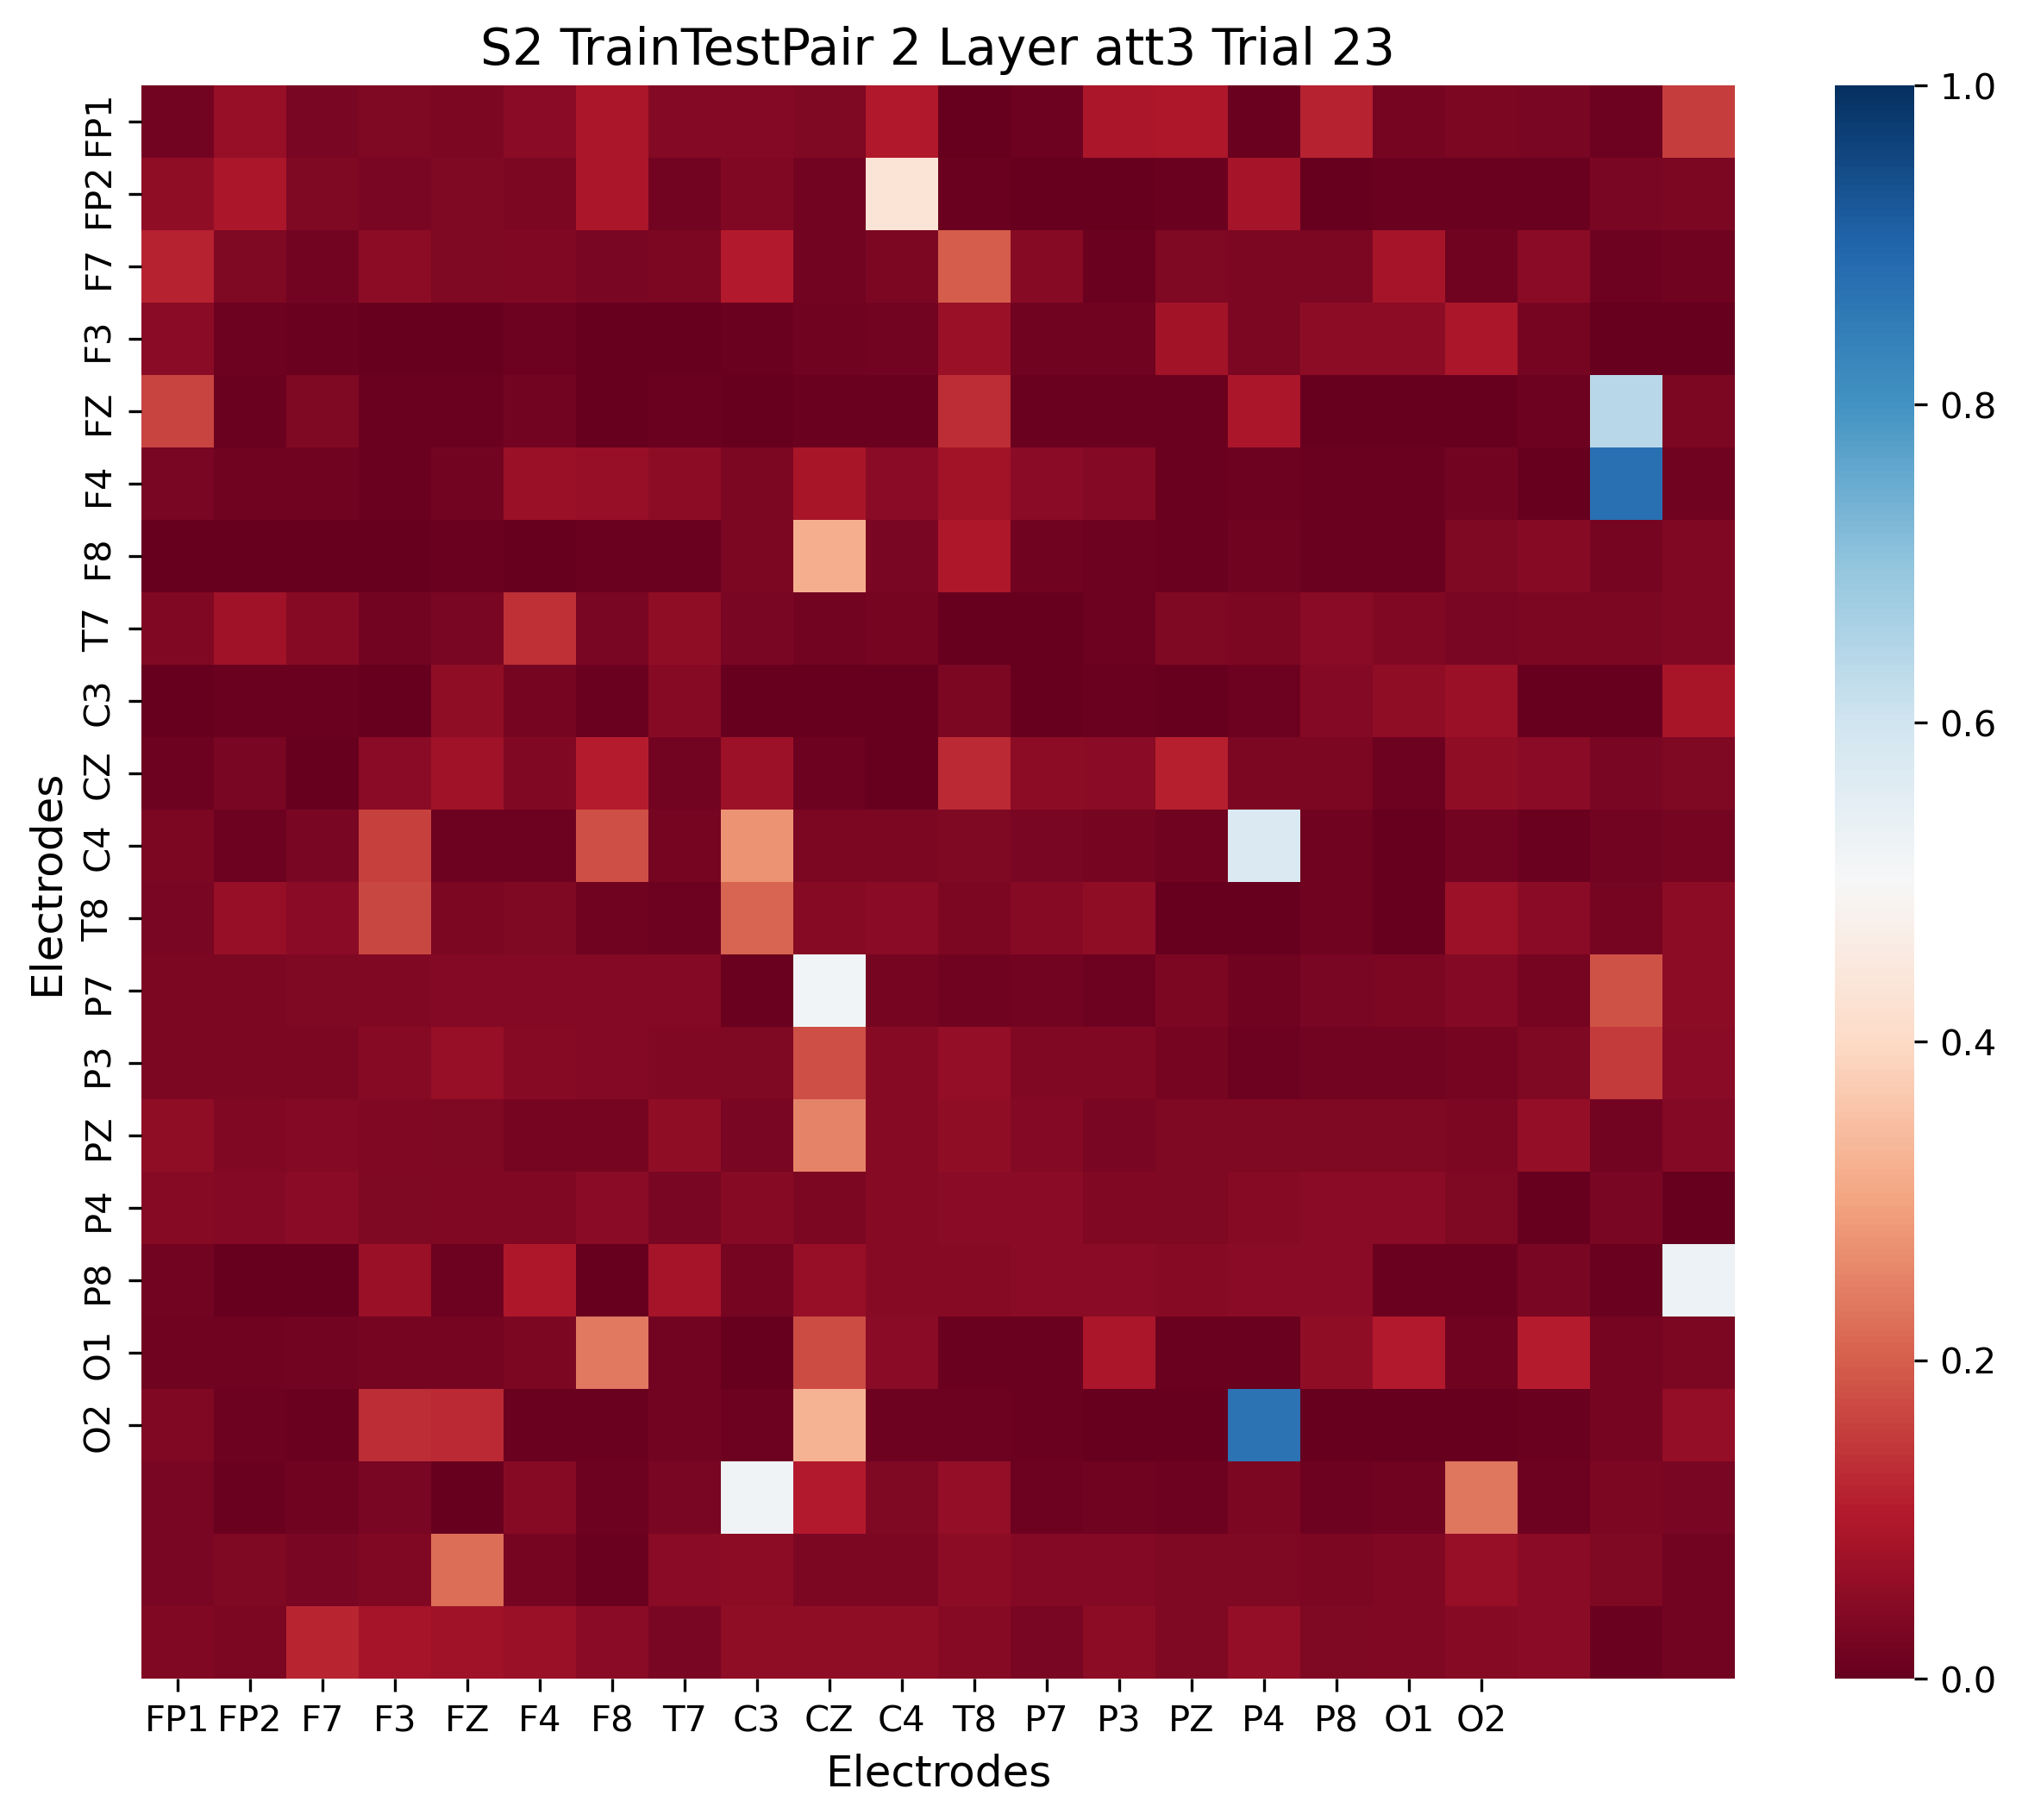 S2 TrainTestPair 2 Layer att3 Trial 23
Electrodes
FP1
FP2
F7
F3
FZ
F4
F8
T7
C3
CZ
C4
T8
P7
P3
PZ
P4
P8
O1
O2
FP1 FP2 F7 F3 FZ F4 F8 T7 C3 CZ C4 T8 P7 P3 PZ P4 P8 O1 O2
Electrodes
1.0
0.8
0.6
0.4
0.2
0.0